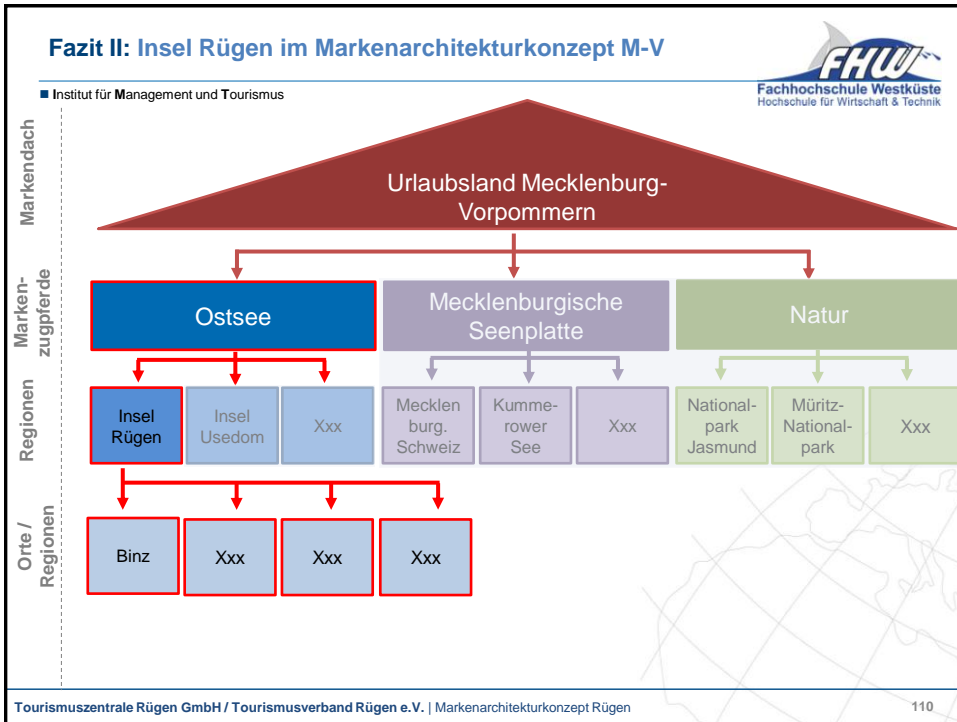 Fazit II: Insel Rügen im Markenarchitekturkonzept M-V
FHW
Fachhochschule Westküste
Hochschule für Wirtschaft & Technik
Institut für Management und Tourismus
Markendach
Urlaubsland Mecklenburg-
Vorpommern
Marken-
zugpferde
Ostsee
Mecklenburgische
Seenplatte
Natur
Regionen
Insel
Rügen
Insel
Usedom
Xxx
Mecklen
burg.
Schweiz
Kumme-
rower
See
Xxx
National-
park
Jasmund
Müritz-
National-
park
Xxx
Orte /
Regionen
Binz
Xxx
Xxx
Xxx
Tourismuszentrale Rügen GmbH / Tourismusverband Rügen e.V. | Markenarchitekturkonzept Rügen
110